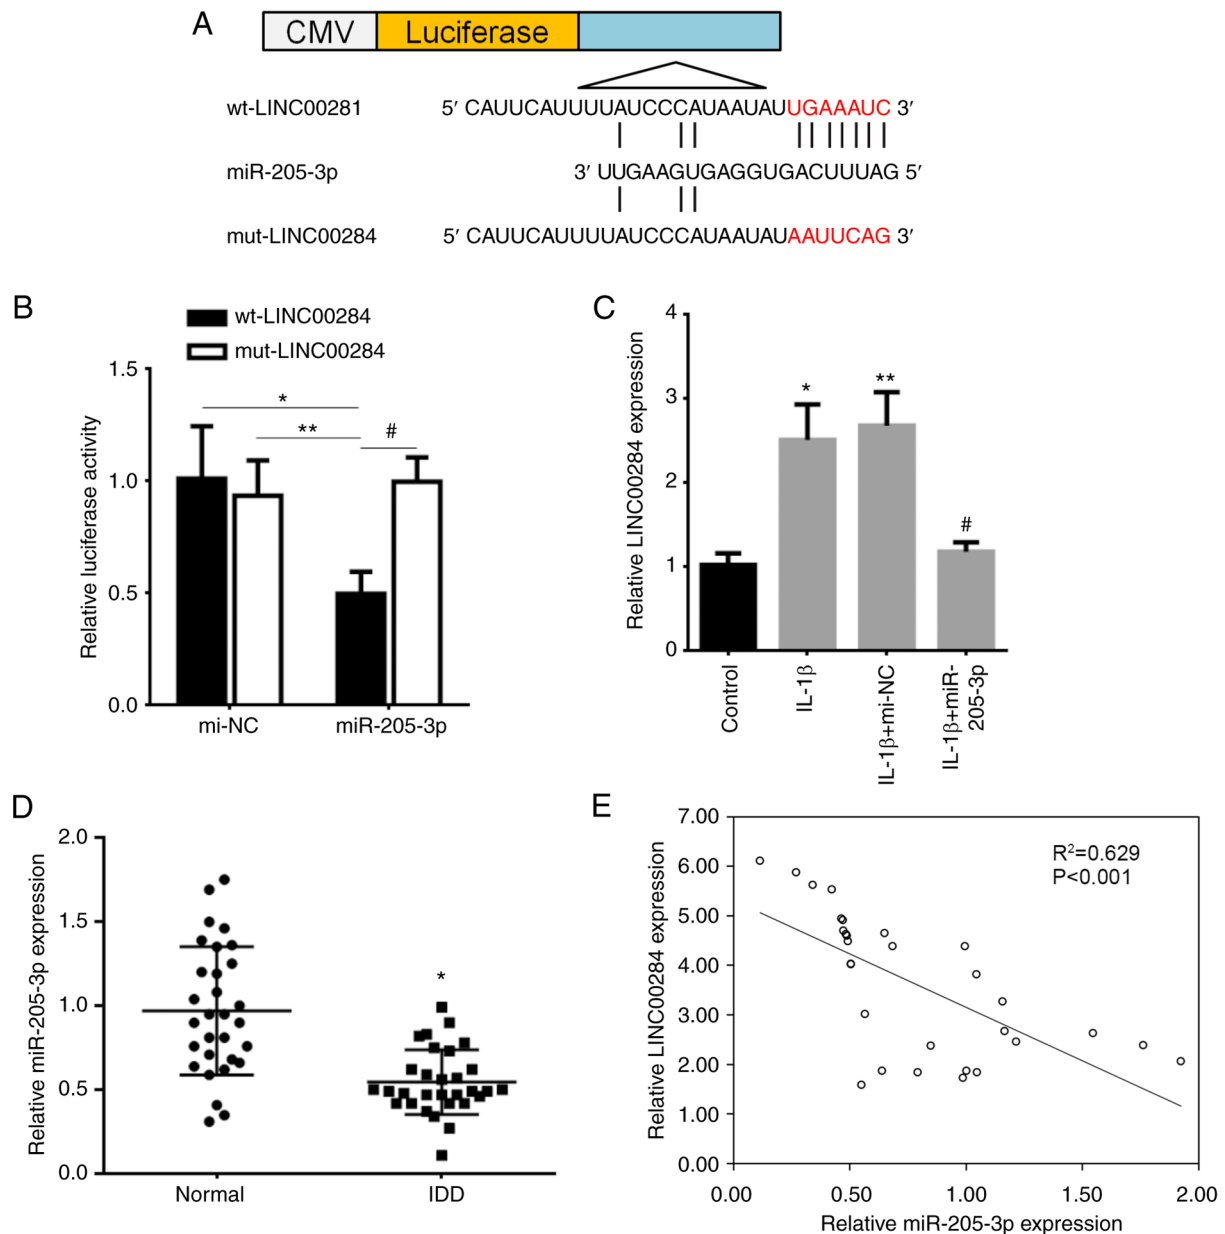 A
CMV Luciferase
wt-LINC00281 5′ CAUUCAUUUUAUCCCAUAAUAUUGAAAUC 3′
miR-205-3p 3′ UUGAAGUGAGGUGACUUUAG 5′
mut-LINC00284 5′ CAUUCAUUUUAUCCCAUAAUAUAAUUCAG 3′
B
wt-LINC00284
mut-LINC00284
Relative luciferase activity
1.5
1.0
0.5
0.0
*
**
#
mi-NC miR-205-3p
C
Relative LINC00284 expression
4
3
2
1
0
*
**
#
Control
IL-1β
IL-1β+mi-NC
IL-1β+miR-
205-3p
D
Relative miR-205-3p expression
2.0
1.5
1.0
0.5
0.0
*
Normal IDD
E
Relative LINC00284 expression
7.00
6.00
5.00
4.00
3.00
2.00
1.00
0.00
R²=0.629
P<0.001
0.00 0.50 1.00 1.50 2.00
Relative miR-205-3p expression